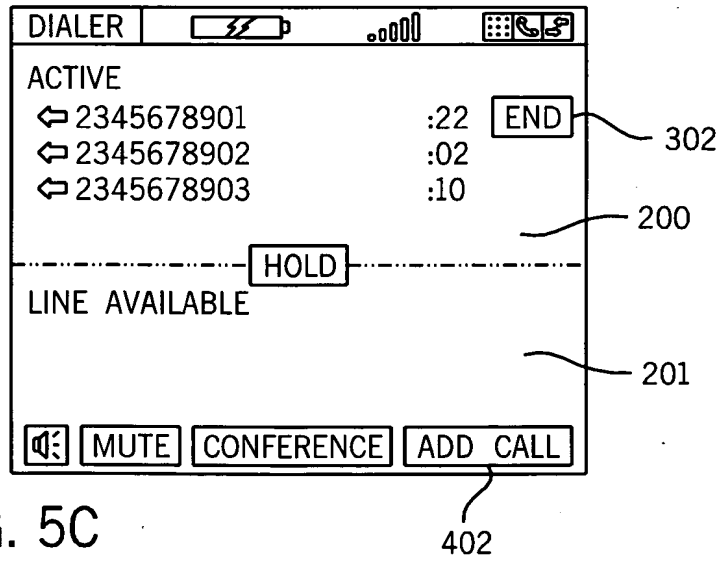 DIALER
ACTIVE
2345678901 :22 END
302
2345678902 :02
2345678903 :10
200
HOLD
LINE AVAILABLE
201
MUTE CONFERENCE ADD CALL
. 5C
402